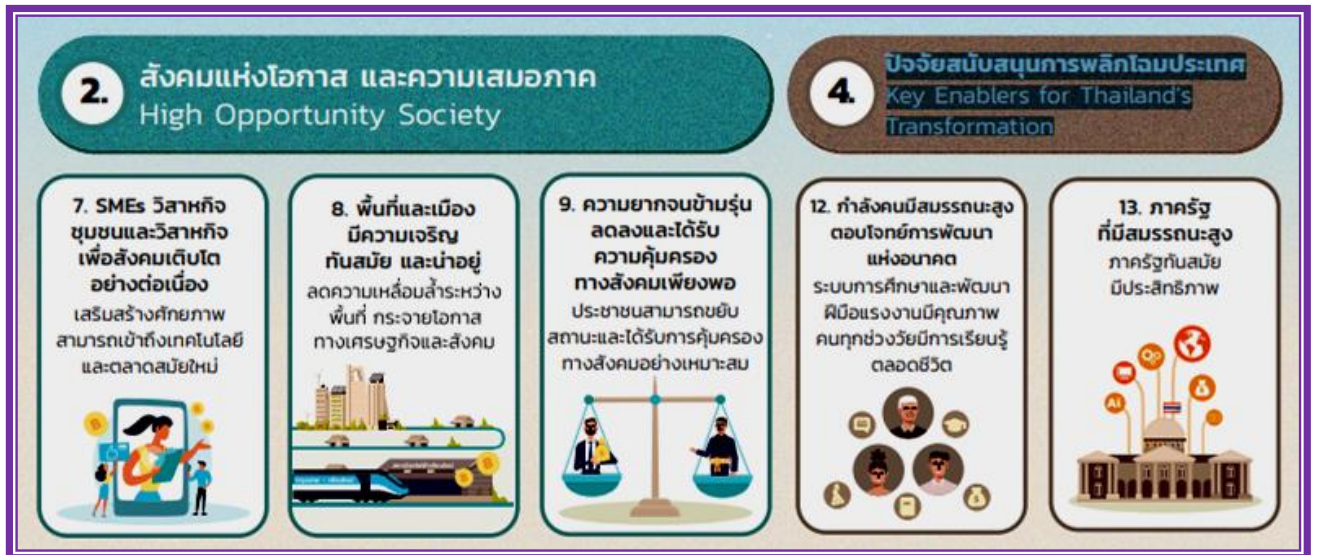 2.
สังคมแห่งโอกาส และความเสมอภาค
High Opportunity Society
4.
ปัจจัยสนับสนุนการพลิกโฉมประเทศ
Key Enablers for Thailand's
Transformation
7. SMEs วิสาหกิจ
ชุมชนและวิสาหกิจ
เพื่อสังคมเติบโต
อย่างต่อเนื่อง
เสริมสร้างศักยภาพ
สามารถเข้าถึงเทคโนโลยี
และตลาดสมัยใหม่
8. พื้นที่และเมือง
มีความเจริญ
ทันสมัย และน่าอยู่
ลดความเหลื่อมล้ำระหว่าง
พื้นที่ กระจายโอกาส
ทางเศรษฐกิจและสังคม
9. ความยากจนข้ามรุ่น
ลดลงและได้รับ
ความคุ้มครอง
ทางสังคมเพียงพอ
ประชาชนสามารถขยับ
สถานะและได้รับการคุ้มครอง
ทางสังคมอย่างเหมาะสม
12. กำลังคนมีสมรรถนะสูง
ตอบโจทย์การพัฒนา
แห่งอนาคต
ระบบการศึกษาและพัฒนา
ฝีมือแรงงานมีคุณภาพ
คนทุกช่วงวัยมีการเรียนรู้
ตลอดชีวิต
13. ภาครัฐ
ที่มีสมรรถนะสูง
ภาครัฐทันสมัย
มีประสิทธิภาพ
AI